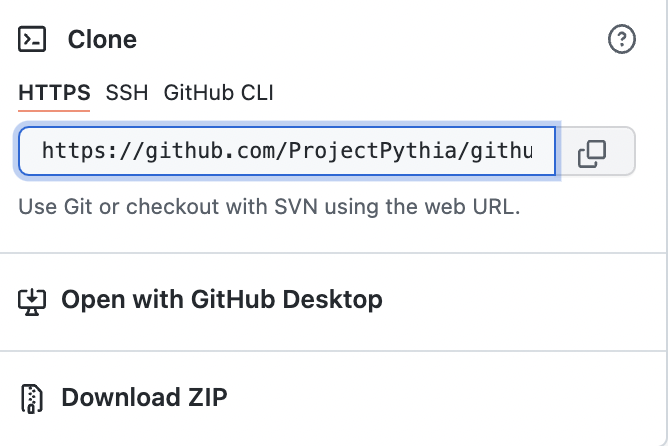 Clone
HTTPS SSH GitHub CLI
https://github.com/ProjectPythia/githu
Use Git or checkout with SVN using the web URL.
Open with GitHub Desktop
Download ZIP